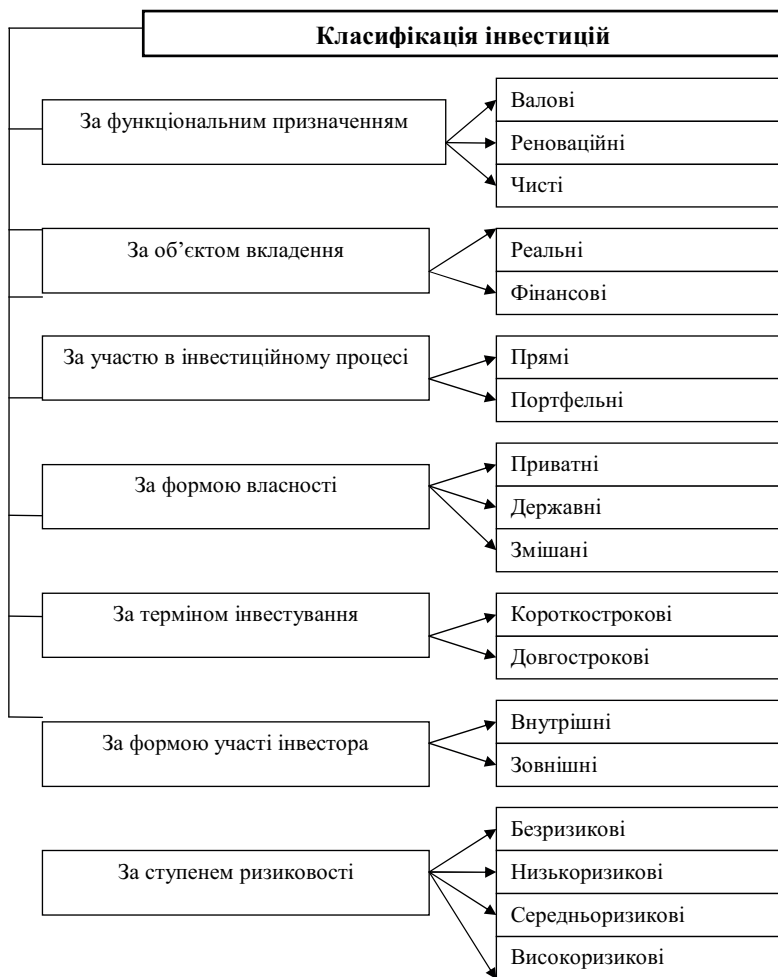 Класифікація інвестицій
За функціональним призначенням
Валові
Реноваційні
Чисті
За об’єктом вкладення
Реальні
Фінансові
За участю в інвестиційному процесі
Прямі
Портфельні
За формою власності
Приватні
Державні
Змішані
За терміном інвестування
Короткострокові
Довгострокові
За формою участі інвестора
Внутрішні
Зовнішні
За ступенем ризиковості
Безризикові
Низькоризикові
Середньоризикові
Високоризикові